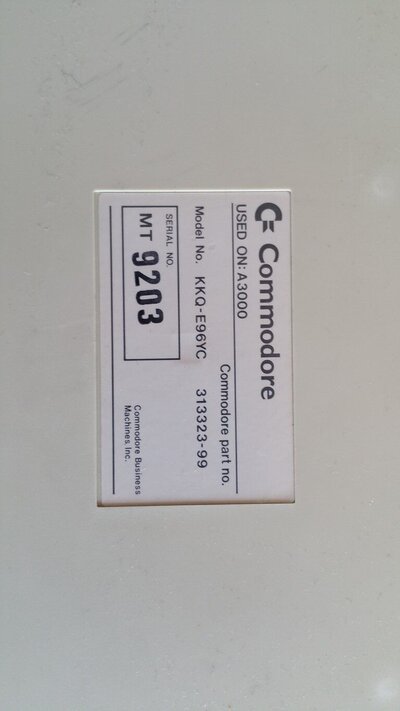 Commodore
USED ON: A3000
Commodore part no.
Model No. KKQ-E96YC 313323-99
SERIAL NO.
MT 9203
Commodore Business
Machines, Inc.